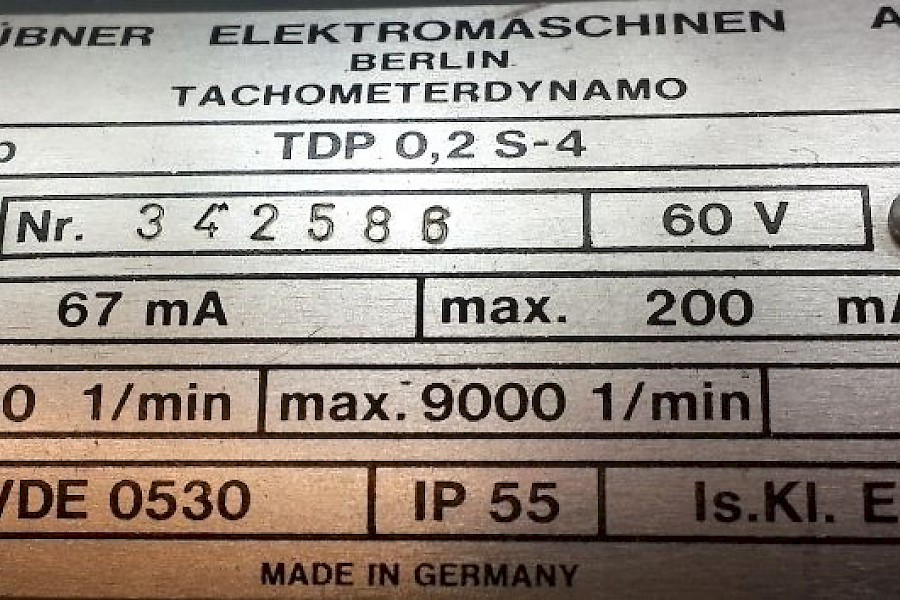 ÜBNER ELEKTROMASCHINEN A
BERLIN
TACHOMETERDYNAMO
p TDP 0,2 S-4
Nr. 342586 60 V
67 mA max. 200 mA
0 1/min max. 9000 1/min
VDE 0530 IP 55 Is.Kl. E
MADE IN GERMANY